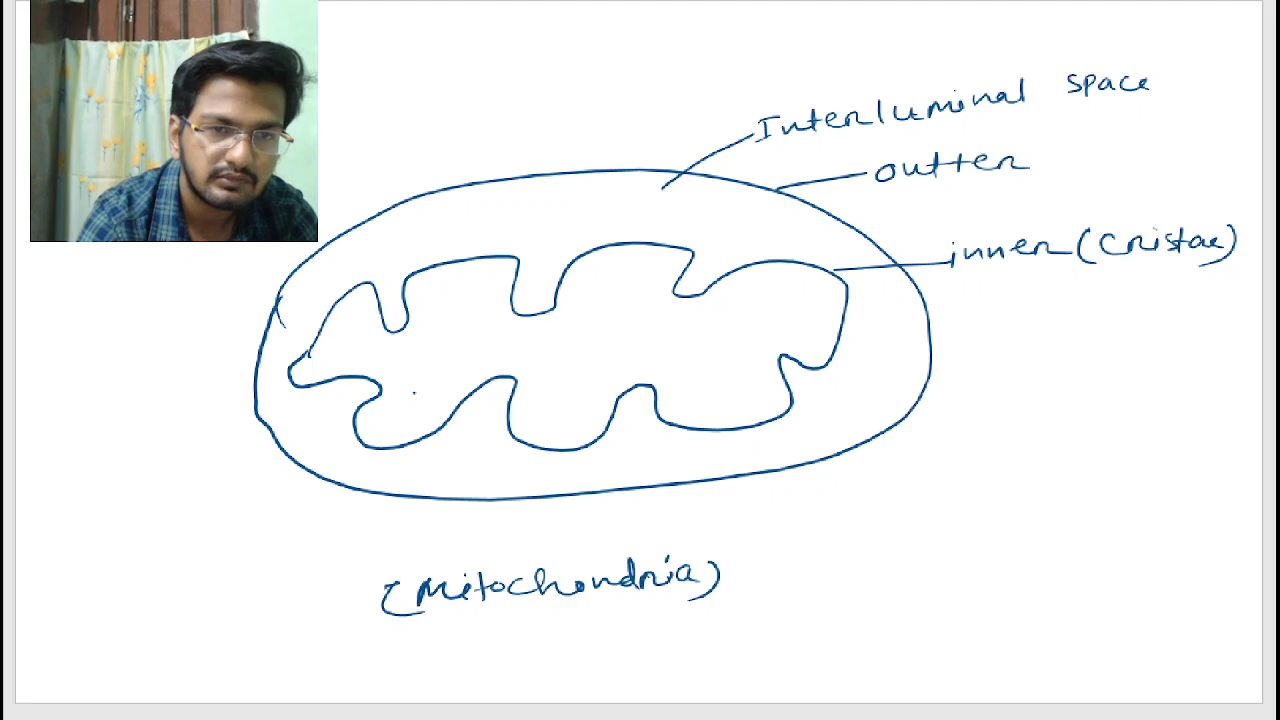 Interluminal space
outter
inner (Cristae)
(Mitochondria)